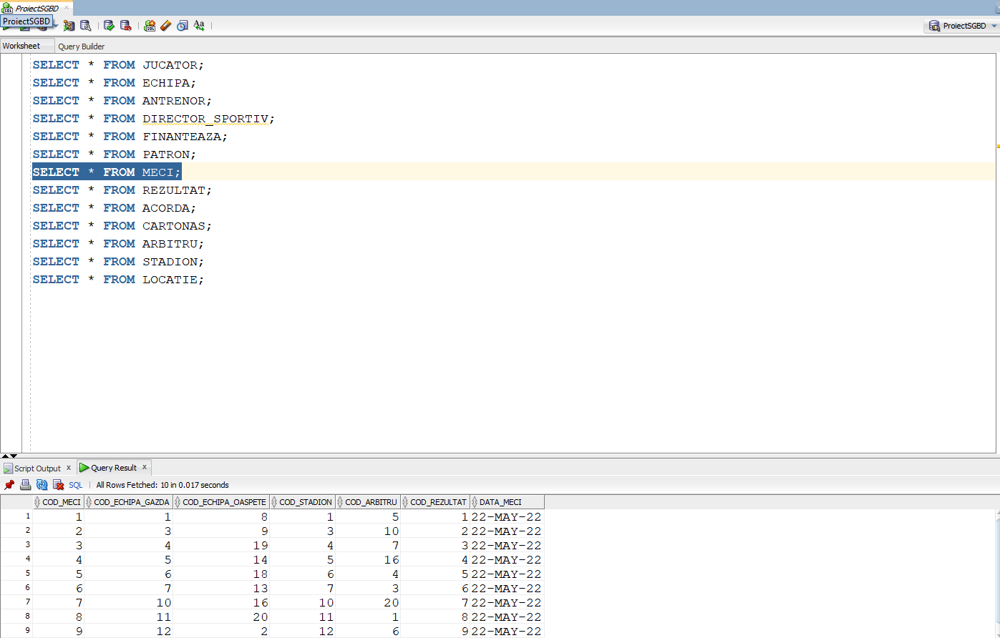 ProiectSGBD
ProiectSGBD
ProiectSGBD
Worksheet Query Builder
SELECT * FROM JUCATOR;
SELECT * FROM ECHIPA;
SELECT * FROM ANTRENOR;
SELECT * FROM DIRECTOR_SPORTIV;
SELECT * FROM FINANTEAZA;
SELECT * FROM PATRON;
SELECT * FROM MECI;
SELECT * FROM REZULTAT;
SELECT * FROM ACORDA;
SELECT * FROM CARTONAS;
SELECT * FROM ARBITRU;
SELECT * FROM STADION;
SELECT * FROM LOCATIE;
Script Output x Query Result x
SQL | All Rows Fetched: 10 in 0.017 seconds
COD_MECI COD_ECHIPA_GAZDA COD_ECHIPA_OASPETE COD_STADION COD_ARBITRU COD_REZULTAT DATA_MECI
1 1 1 8 1 5 1 22-MAY-22
2 2 3 9 3 10 2 22-MAY-22
3 3 4 19 4 7 3 22-MAY-22
4 4 5 14 5 16 4 22-MAY-22
5 5 6 18 6 4 5 22-MAY-22
6 6 7 13 7 3 6 22-MAY-22
7 7 10 16 10 20 7 22-MAY-22
8 8 11 20 11 1 8 22-MAY-22
9 9 12 2 12 6 9 22-MAY-22